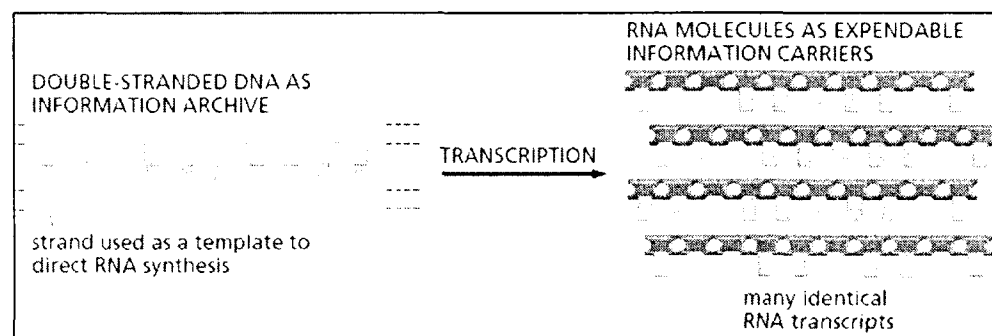 DOUBLE-STRANDED DNA AS
INFORMATION ARCHIVE
strand used as a template to
direct RNA synthesis
TRANSCRIPTION
RNA MOLECULES AS EXPENDABLE
INFORMATION CARRIERS
many identical
RNA transcripts